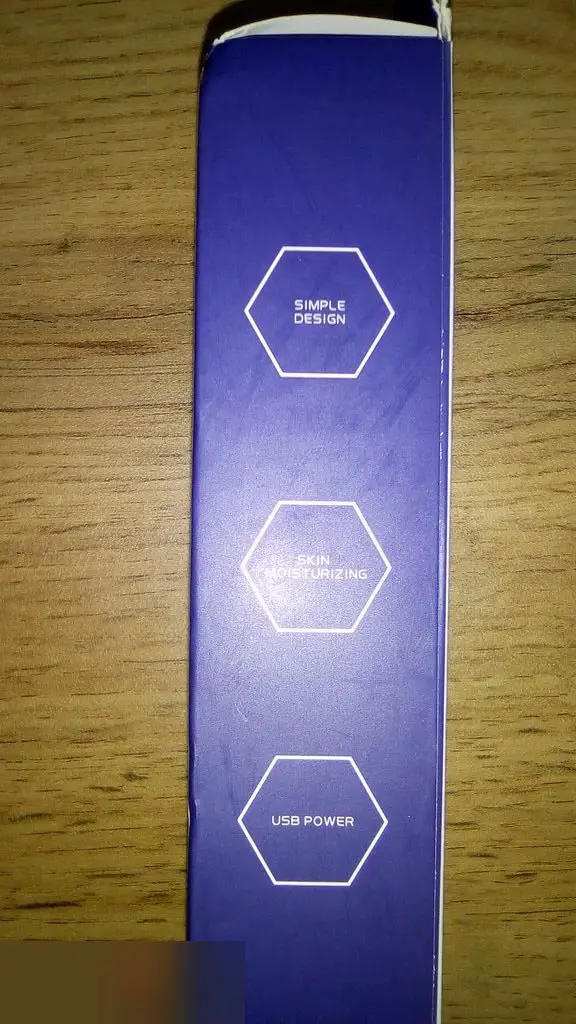 SIMPLE
DESIGN
SKIN
MOISTURIZING
USB POWER